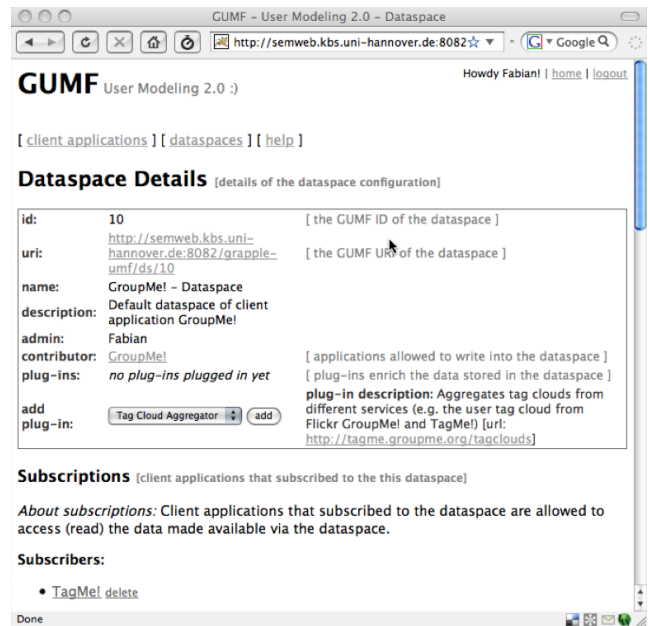 GUMF - User Modeling 2.0 - Dataspace
http://semweb.kbs.uni-hannover.de:8082
Google
Howdy Fabian! | home | logout
GUMF User Modeling 2.0 :)
[ client applications ] [ dataspaces ] [ help ]
Dataspace Details [details of the dataspace configuration]
id: 10 [ the GUMF ID of the dataspace ]
http://semweb.kbs.uni-
uri: hannover.de:8082/grapple- [ the GUMF URI of the dataspace ]
umf/ds/10
name: GroupMe! - Dataspace
description: Default dataspace of client
application GroupMe!
admin: Fabian
contributor: GroupMe! [ applications allowed to write into the dataspace ]
plug-ins: no plug-ins plugged in yet [ plug-ins enrich the data stored in the dataspace ]
add
plug-in: Tag Cloud Aggregator add
plug-in description: Aggregates tag clouds from
different services (e.g. the user tag cloud from
Flickr GroupMe! and TagMe!) [url:
http://tagme.groupme.org/tagclouds]
Subscriptions [client applications that subscribed to the this dataspace]
About subscriptions: Client applications that subscribed to the dataspace are allowed to
access (read) the data made available via the dataspace.
Subscribers:
• TagMe! delete
Done